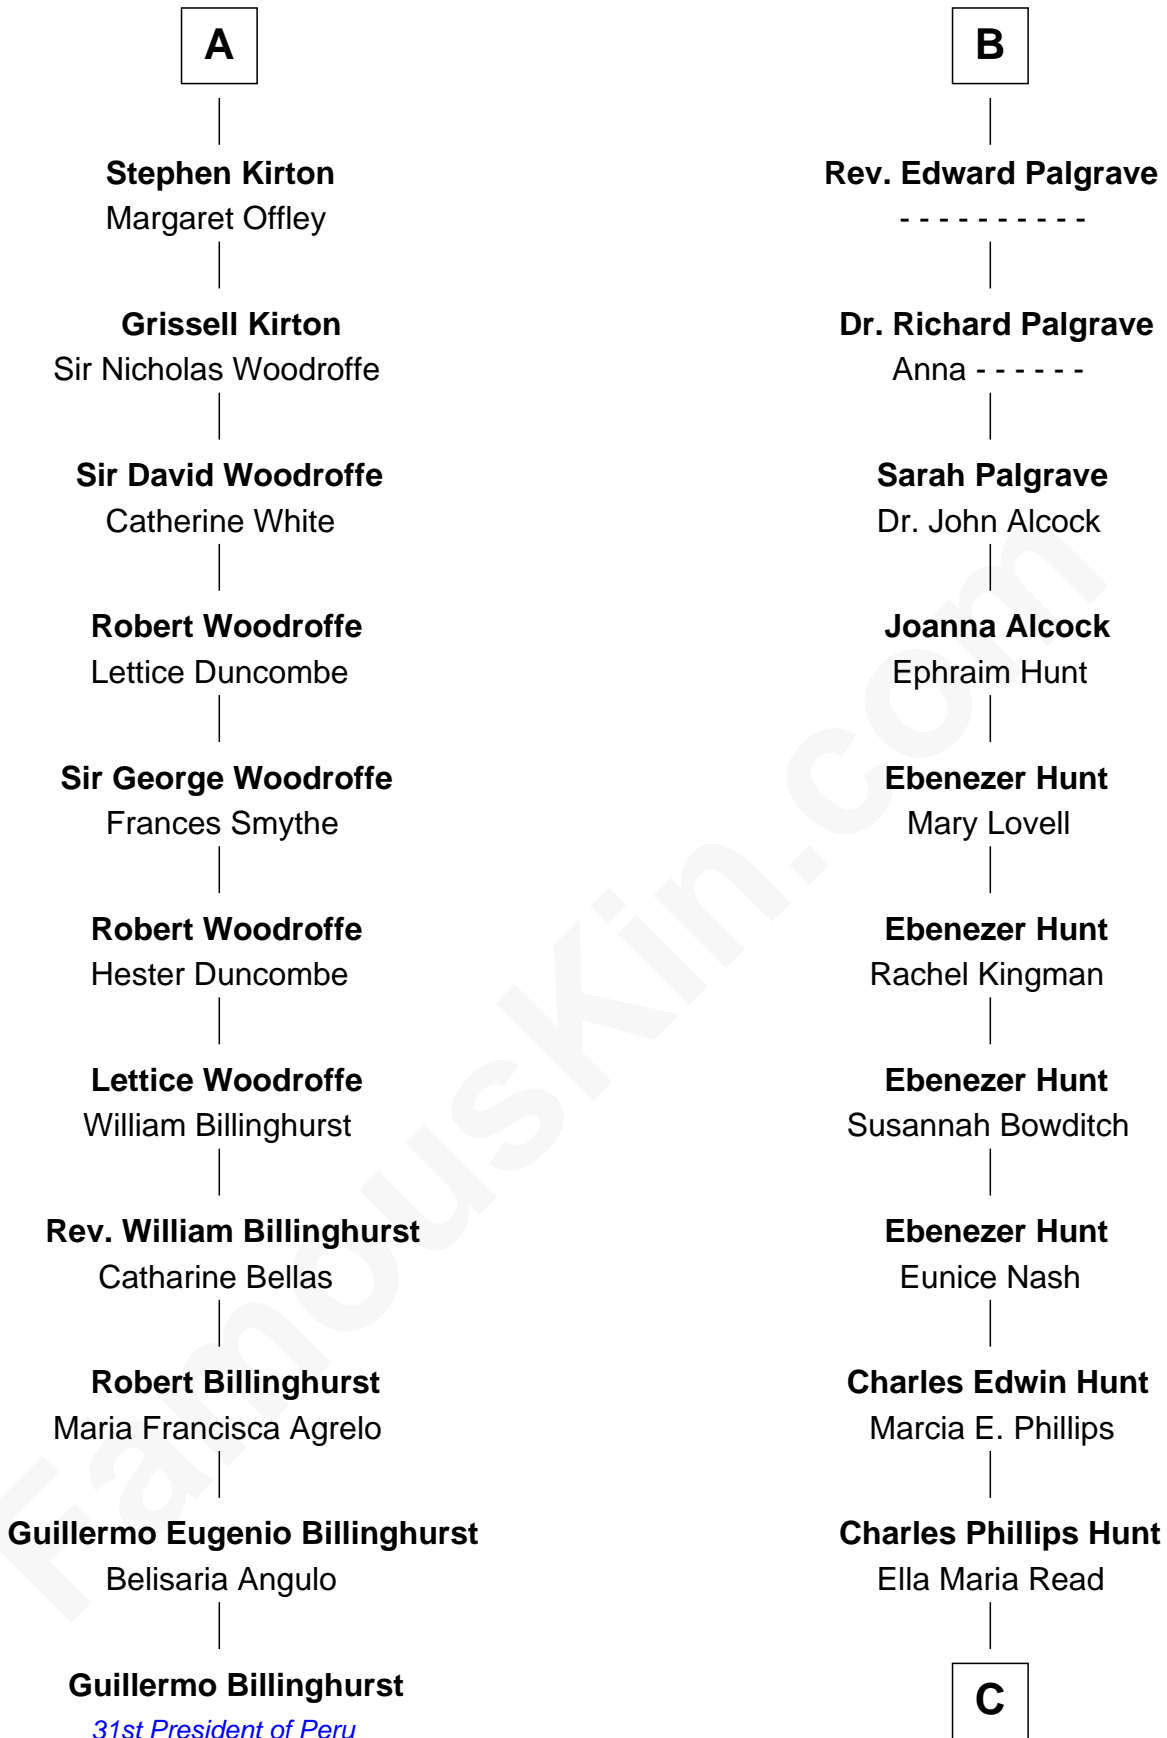 A
Stephen Kirton
Margaret Offley
Grissell Kirton
Sir Nicholas Woodroffe
Sir David Woodroffe
Catherine White
Robert Woodroffe
Lettice Duncombe
Sir George Woodroffe
Frances Smythe
Robert Woodroffe
Hester Duncombe
Lettice Woodroffe
William Billinghurst
Rev. William Billinghurst
Catharine Bellas
Robert Billinghurst
Maria Francisca Agrelo
Guillermo Eugenio Billinghurst
Belisaria Angulo
Guillermo Billinghurst
31st President of Peru
B
Rev. Edward Palgrave
- - - - - - - - - -
Dr. Richard Palgrave
Anna - - - - - -
Sarah Palgrave
Dr. John Alcock
Joanna Alcock
Ephraim Hunt
Ebenezer Hunt
Mary Lovell
Ebenezer Hunt
Rachel Kingman
Ebenezer Hunt
Susannah Bowditch
Ebenezer Hunt
Eunice Nash
Charles Edwin Hunt
Marcia E. Phillips
Charles Phillips Hunt
Ella Maria Read
C
FamousKin.com